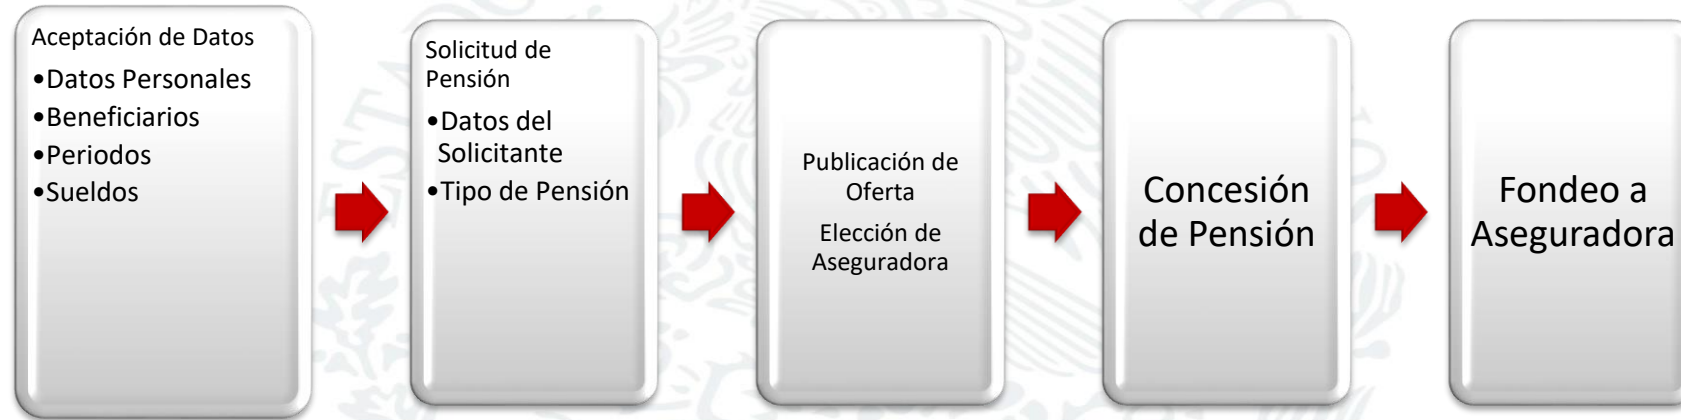 Aceptación de Datos
•Datos Personales
•Beneficiarios
•Periodos
•Sueldos
Solicitud de
Pensión
•Datos del
Solicitante
•Tipo de Pensión
Publicación de
Oferta
Elección de
Aseguradora
Concesión
de Pensión
Fondeo a
Aseguradora